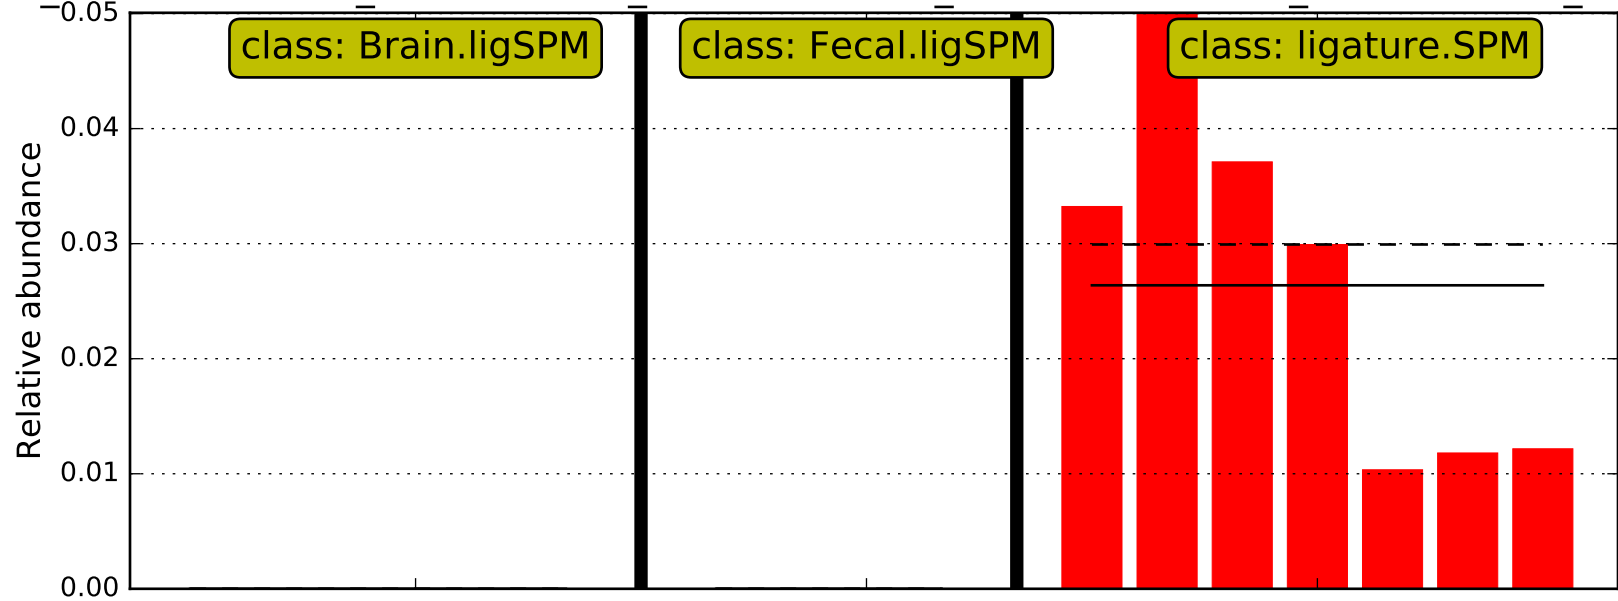 0.05
class: Brain.ligSPM
class: Fecal.ligSPM
class: ligature.SPM
0.04
0.03
0.02
0.01
0.00
Relative abundance